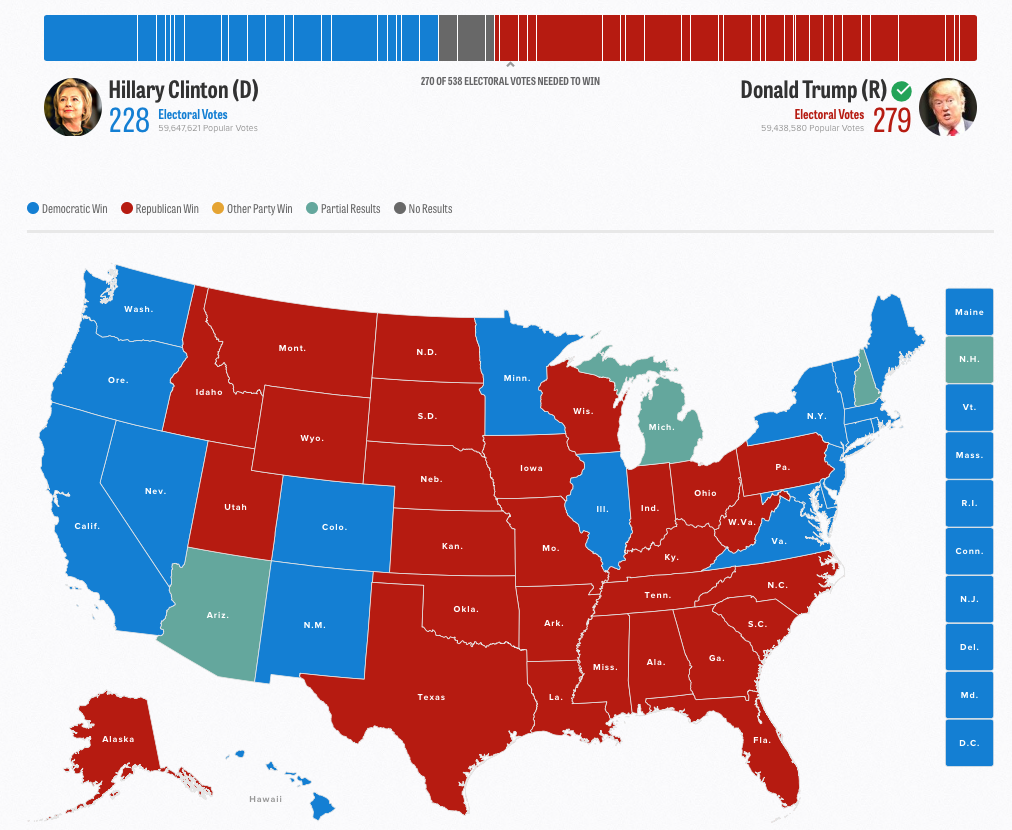 270 OF 538 ELECTORAL VOTES NEEDED TO WIN
Hillary Clinton (D)
228 Electoral Votes
59,647,621 Popular Votes
Donald Trump (R)
Electoral Votes 279
59,438,580 Popular Votes
Democratic Win Republican Win Other Party Win Partial Results No Results
Wash.
Ore.
Calif.
Nev.
Idaho
Mont.
Wyo.
Utah
Ariz.
Colo.
N.M.
N.D.
S.D.
Neb.
Kan.
Okla.
Texas
Minn.
Iowa
Mo.
Ark.
La.
Wis.
Ill.
Mich.
Ind.
Ohio
Ky.
Tenn.
Miss.
Ala.
Ga.
Fla.
S.C.
N.C.
Va.
W.Va.
Pa.
N.Y.
Alaska
Hawaii
Maine
N.H.
Vt.
Mass.
R.I.
Conn.
N.J.
Del.
Md.
D.C.